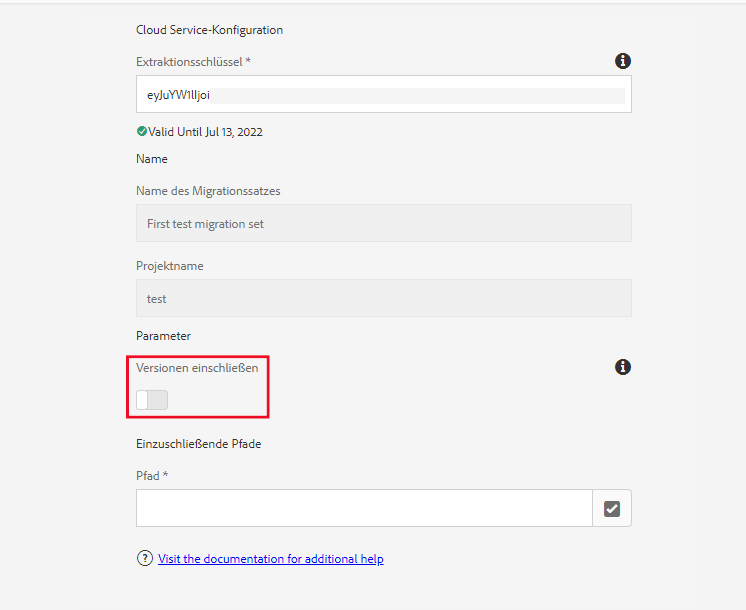 Cloud Service-Konfiguration
Extraktionsschlüssel *
eyJuYW1lIjoi
Valid Until Jul 13, 2022
Name
Name des Migrationssatzes
First test migration set
Projektname
test
Parameter
Versionen einschließen
Einzuschließende Pfade
Pfad *
Visit the documentation for additional help